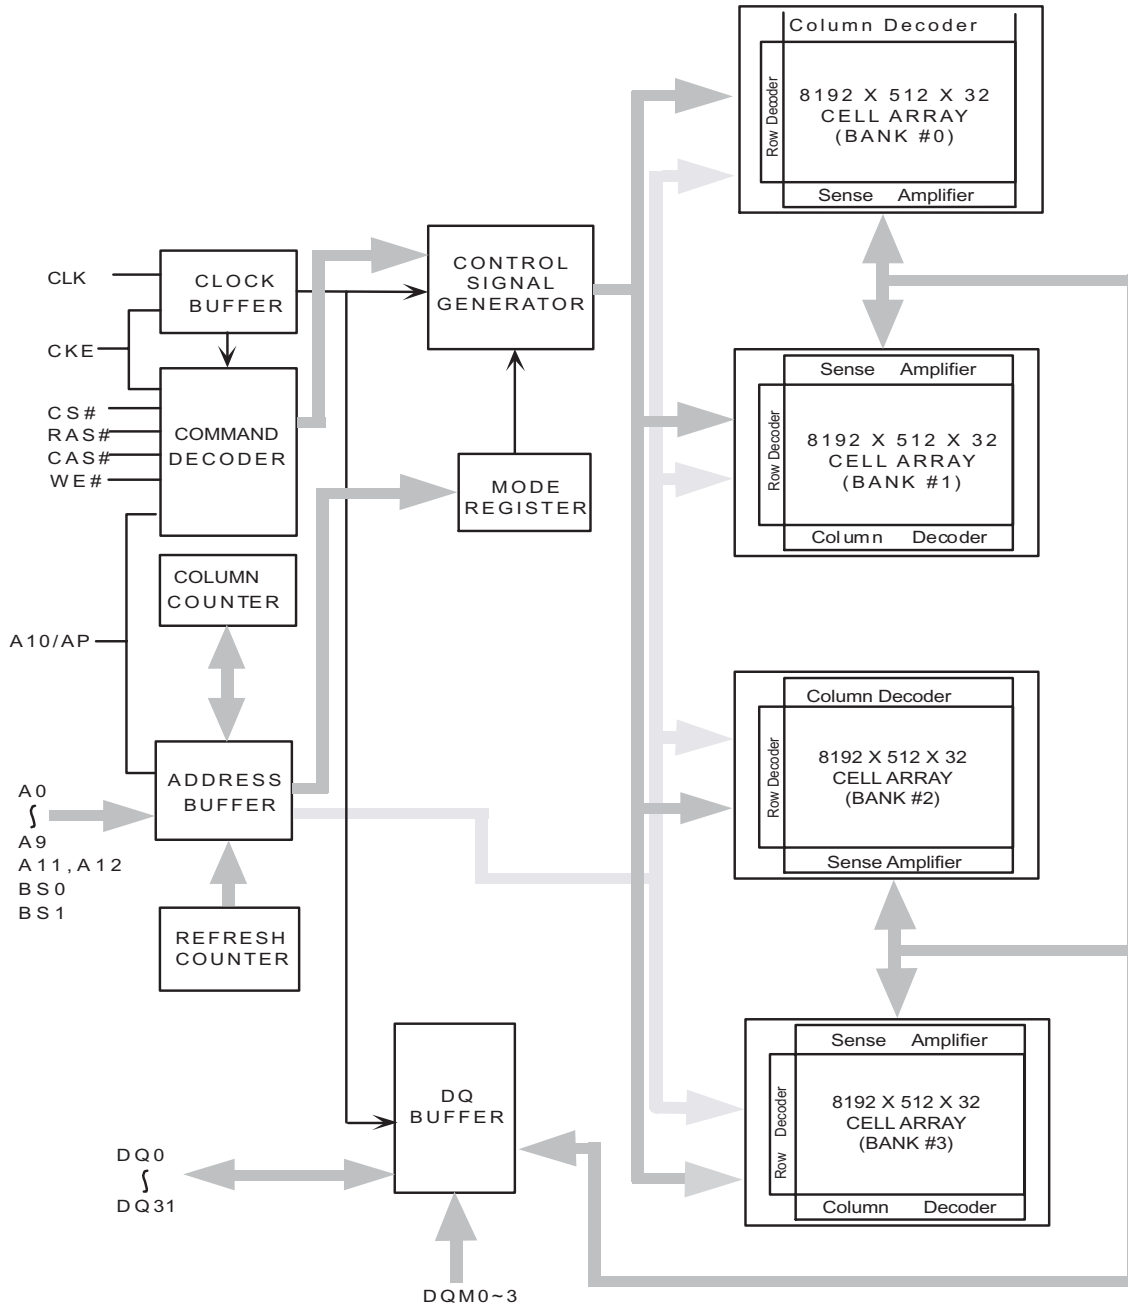 Column Decoder
Row Decoder
8192 X 512 X 32
CELL ARRAY
(BANK #0)
Sense Amplifier
CLK
CKE
CS#
RAS#
CAS#
WE#
A10/AP
CLOCK
BUFFER
COMMAND
DECODER
CONTROL
SIGNAL
GENERATOR
MODE
REGISTER
COLUMN
COUNTER
Sense Amplifier
Row Decoder
8192 X 512 X 32
CELL ARRAY
(BANK #1)
Column Decoder
A0
A9
A11, A12
BS0
BS1
ADDRESS
BUFFER
REFRESH
COUNTER
Column Decoder
Row Decoder
8192 X 512 X 32
CELL ARRAY
(BANK #2)
Sense Amplifier
DQ0
DQ31
DQ
BUFFER
DQM0~3
Sense Amplifier
Row Decoder
8192 X 512 X 32
CELL ARRAY
(BANK #3)
Column Decoder